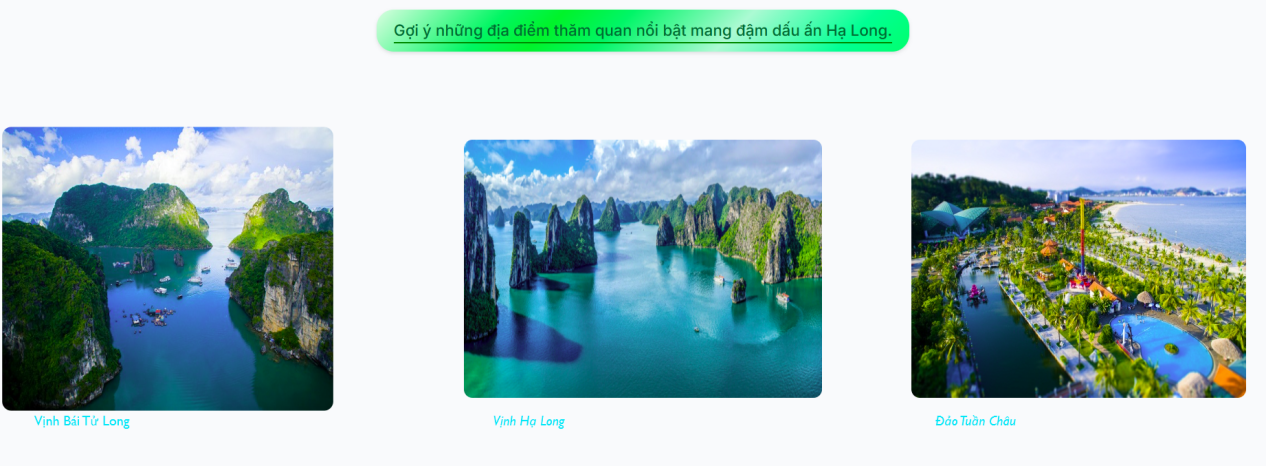 Gợi ý những địa điểm thăm quan nổi bật mang đậm dấu ấn Hạ Long.
Vịnh Bái Tử Long
Vịnh Hạ Long
Đảo Tuần Châu